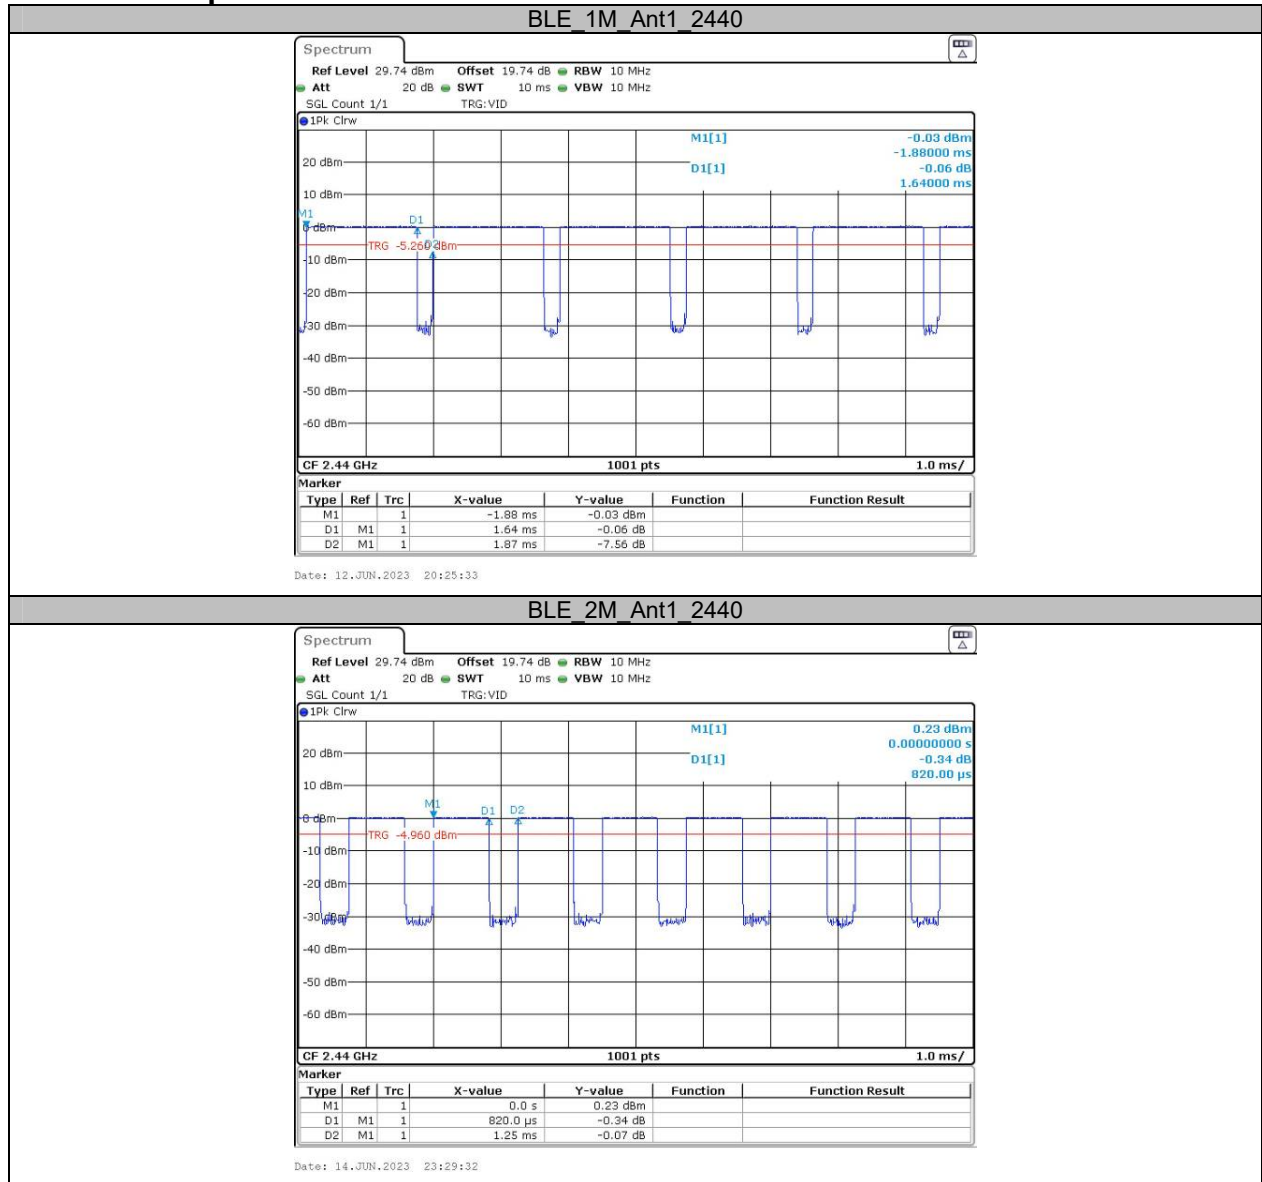 BLE_1M_Ant1_2440
Spectrum
Ref Level 29.74 dBm Offset 19.74 dB RBW 10 MHz
Att 20 dB SWT 10 ms VBW 10 MHz
SGL Count 1/1 TRG:VID
1Pk Clrw
M1[1] -0.03 dBm
-1.88000 ms
20 dBm
D1[1] -0.06 dB
1.64000 ms
10 dBm
M1
D1
0 dBm
D2
TRG -5.260 dBm
-10 dBm
-20 dBm
-30 dBm
-40 dBm
-50 dBm
-60 dBm
CF 2.44 GHz 1001 pts 1.0 ms/
Marker
Type Ref Trc X-value Y-value Function Function Result
M1 1 -1.88 ms -0.03 dBm
D1 M1 1 1.64 ms -0.06 dB
D2 M1 1 1.87 ms -7.56 dB
Date: 12.JUN.2023 20:25:33
BLE_2M_Ant1_2440
Spectrum
Ref Level 29.74 dBm Offset 19.74 dB RBW 10 MHz
Att 20 dB SWT 10 ms VBW 10 MHz
SGL Count 1/1 TRG:VID
1Pk Clrw
M1[1] 0.23 dBm
0.00000000 s
20 dBm
D1[1] -0.34 dB
820.00 µs
10 dBm
M1 D1 D2
0 dBm
TRG -4.960 dBm
-10 dBm
-20 dBm
-30 dBm
-40 dBm
-50 dBm
-60 dBm
CF 2.44 GHz 1001 pts 1.0 ms/
Marker
Type Ref Trc X-value Y-value Function Function Result
M1 1 0.0 s 0.23 dBm
D1 M1 1 820.0 µs -0.34 dB
D2 M1 1 1.25 ms -0.07 dB
Date: 14.JUN.2023 23:29:32